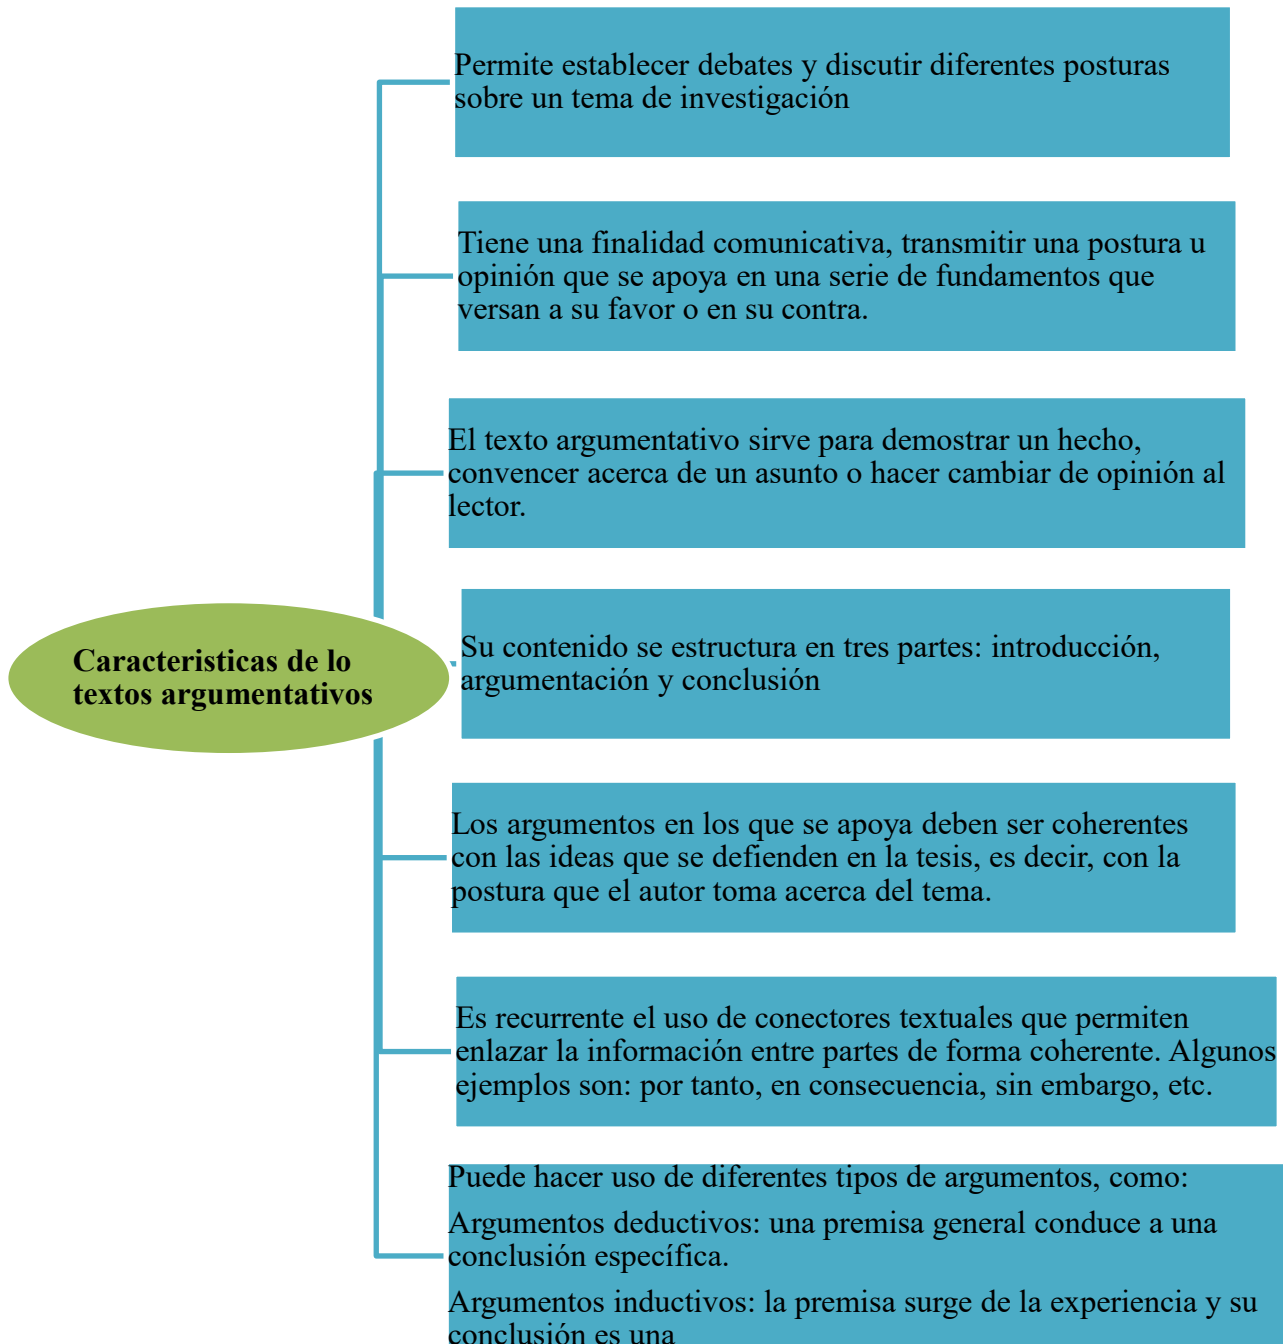 Permite establecer debates y discutir diferentes posturas
sobre un tema de investigación
Tiene una finalidad comunicativa, transmitir una postura u
opinión que se apoya en una serie de fundamentos que
versan a su favor o en su contra.
El texto argumentativo sirve para demostrar un hecho,
convencer acerca de un asunto o hacer cambiar de opinión al
lector.
Caracteristicas de lo
textos argumentativos
Su contenido se estructura en tres partes: introducción,
argumentación y conclusión
Los argumentos en los que se apoya deben ser coherentes
con las ideas que se defienden en la tesis, es decir, con la
postura que el autor toma acerca del tema.
Es recurrente el uso de conectores textuales que permiten
enlazar la información entre partes de forma coherente. Algunos
ejemplos son: por tanto, en consecuencia, sin embargo, etc.
Puede hacer uso de diferentes tipos de argumentos, como:
Argumentos deductivos: una premisa general conduce a una
conclusión específica.
Argumentos inductivos: la premisa surge de la experiencia y su
conclusión es una